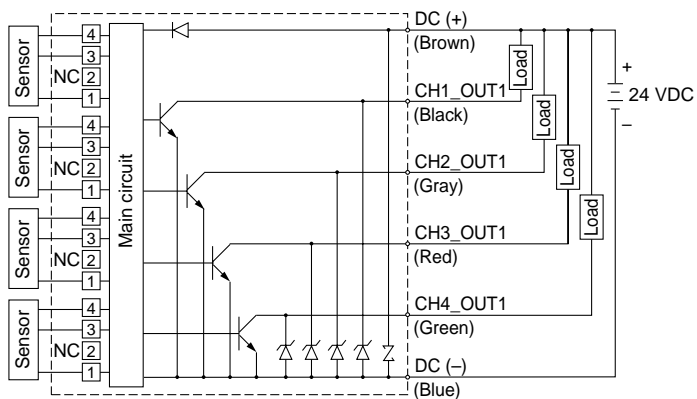 DC (+)
(Brown)
Sensor
4
3
NC 2
1
Load
+
24 VDC
–
CH1_OUT1
(Black)
Load
Sensor
4
3
NC 2
1
Main circuit
CH2_OUT1
(Gray)
Load
Sensor
4
3
NC 2
1
CH3_OUT1
(Red)
Load
Sensor
4
3
NC 2
1
CH4_OUT1
(Green)
DC (–)
(Blue)